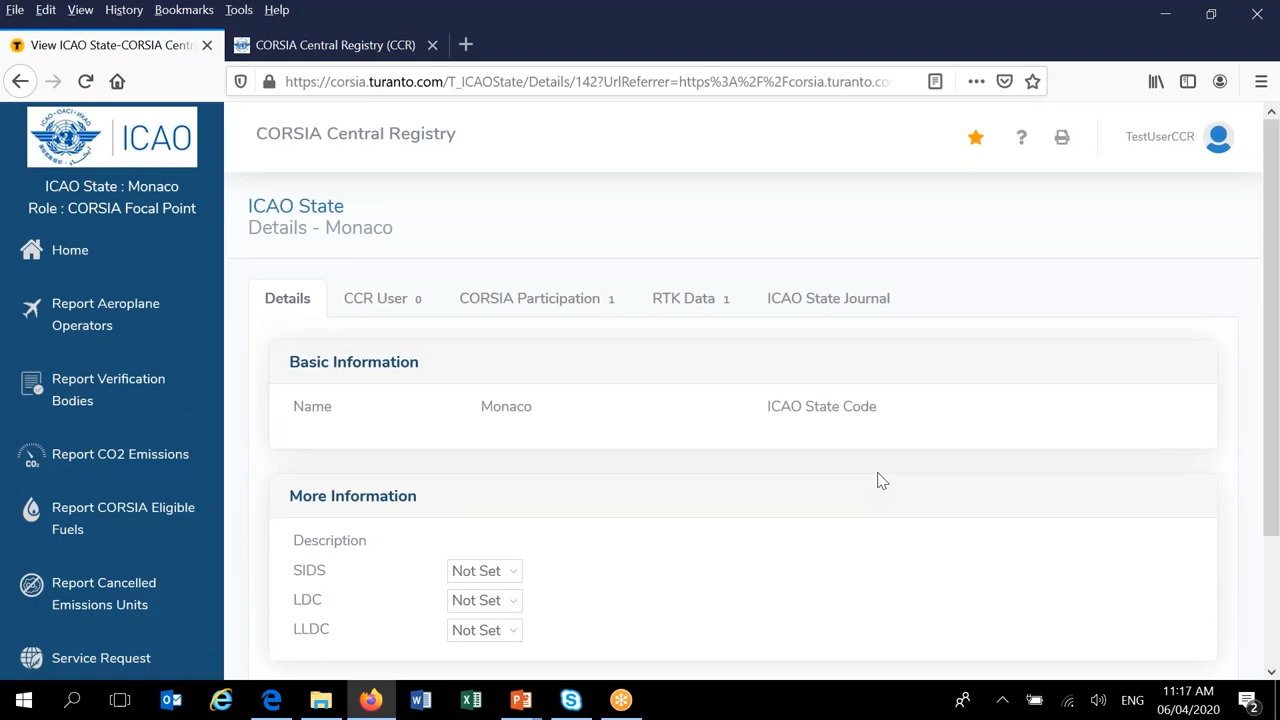 File Edit View History Bookmarks Tools Help
View ICAO State-CORSIA Centr
CORSIA Central Registry (CCR)
https://corsia.turanto.com/T_ICAOState/Details/142?UrlReferrer=https%3A%2F%2Fcorsia.turanto.co
ICAO
ICAO State : Monaco
Role : CORSIA Focal Point
Home
Report Aeroplane
Operators
Report Verification
Bodies
CO2
Report CO2 Emissions
Report CORSIA Eligible
Fuels
Report Cancelled
Emissions Units
Service Request
CORSIA Central Registry
TestUserCCR
ICAO State
Details - Monaco
Details CCR User 0 CORSIA Participation 1 RTK Data 1 ICAO State Journal
Basic Information
Name Monaco ICAO State Code
More Information
Description
SIDS Not Set
LDC Not Set
LLDC Not Set
ENG
11:17 AM
06/04/2020
2